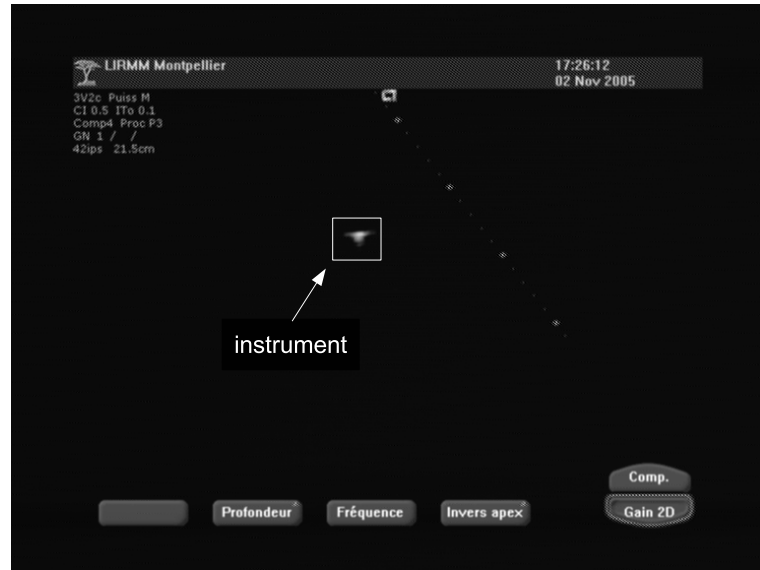 LIRMM Montpellier
17:26:12
02 Nov 2005
3V2c Puiss M
CI 0.5 ITo 0.1
Comp4 Proc P3
GN 1 / /
42ips 21.5cm
instrument
Comp.
Profondeur
Fréquence
Invers apex
Gain 2D